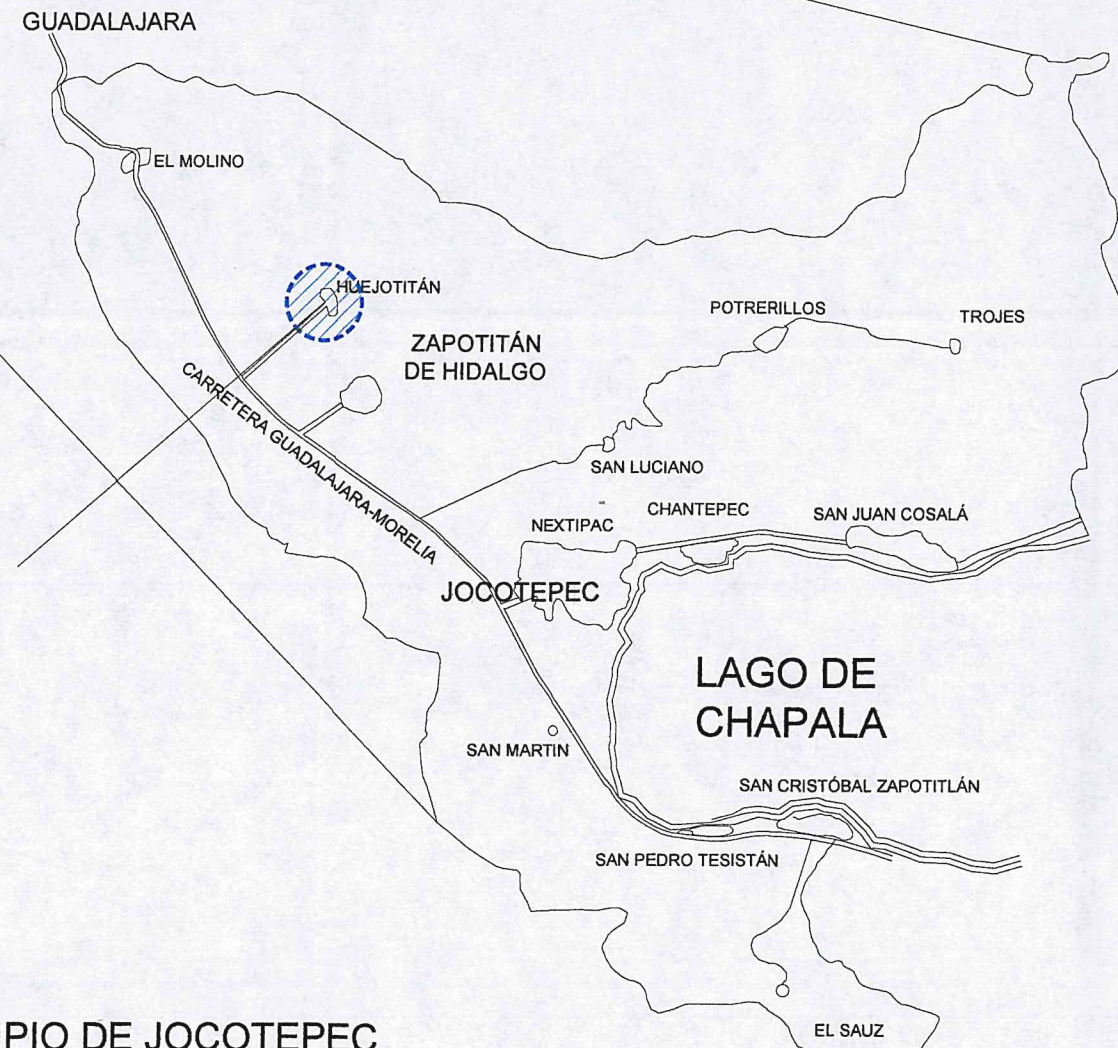 GUADALAJARA
EL MOLINO
HUEJOTITÁN
POTRERILLOS
TROJES
ZAPOTITÁN
DE HIDALGO
CARRETERA GUADALAJARA-MORELIA
SAN LUCIANO
CHANTEPEC
SAN JUAN COSALÁ
NEXTIPAC
JOCOTEPEC
LAGO DE
CHAPALA
SAN MARTIN
SAN CRISTÓBAL ZAPOTITLÁN
SAN PEDRO TESISTÁN
EL SAUZ
PIO DE JOCOTEPEC